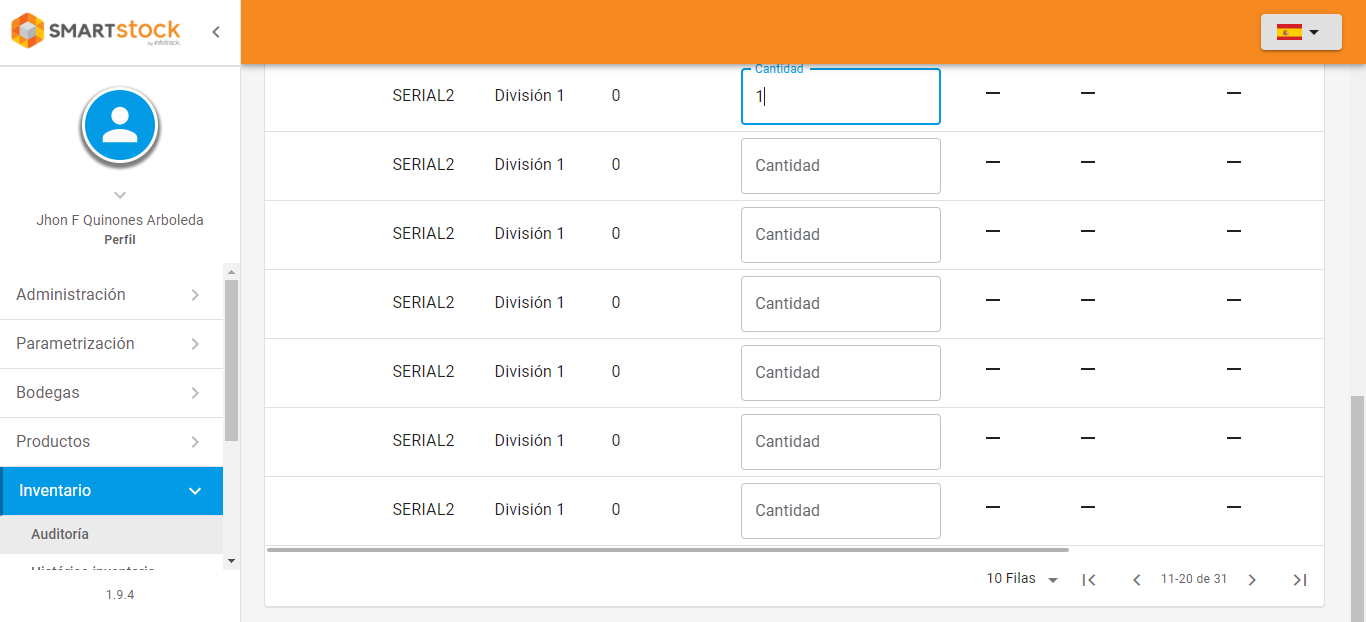 SMARTSTOCK
by infotrack.
Jhon F Quinones Arboleda
Perfíl
Administración
Parametrización
Bodegas
Productos
Inventario
Auditoría
Histórico inventario
1.9.4
SERIAL2 División 1 0 Cantidad 1 — — —
SERIAL2 División 1 0 Cantidad — — —
SERIAL2 División 1 0 Cantidad — — —
SERIAL2 División 1 0 Cantidad — — —
SERIAL2 División 1 0 Cantidad — — —
SERIAL2 División 1 0 Cantidad — — —
SERIAL2 División 1 0 Cantidad — — —
10 Filas 11-20 de 31